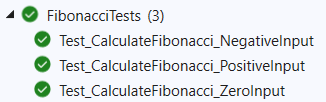 FibonacciTests (3)
Test_CalculateFibonacci_NegativeInput
Test_CalculateFibonacci_PositiveInput
Test_CalculateFibonacci_ZeroInput